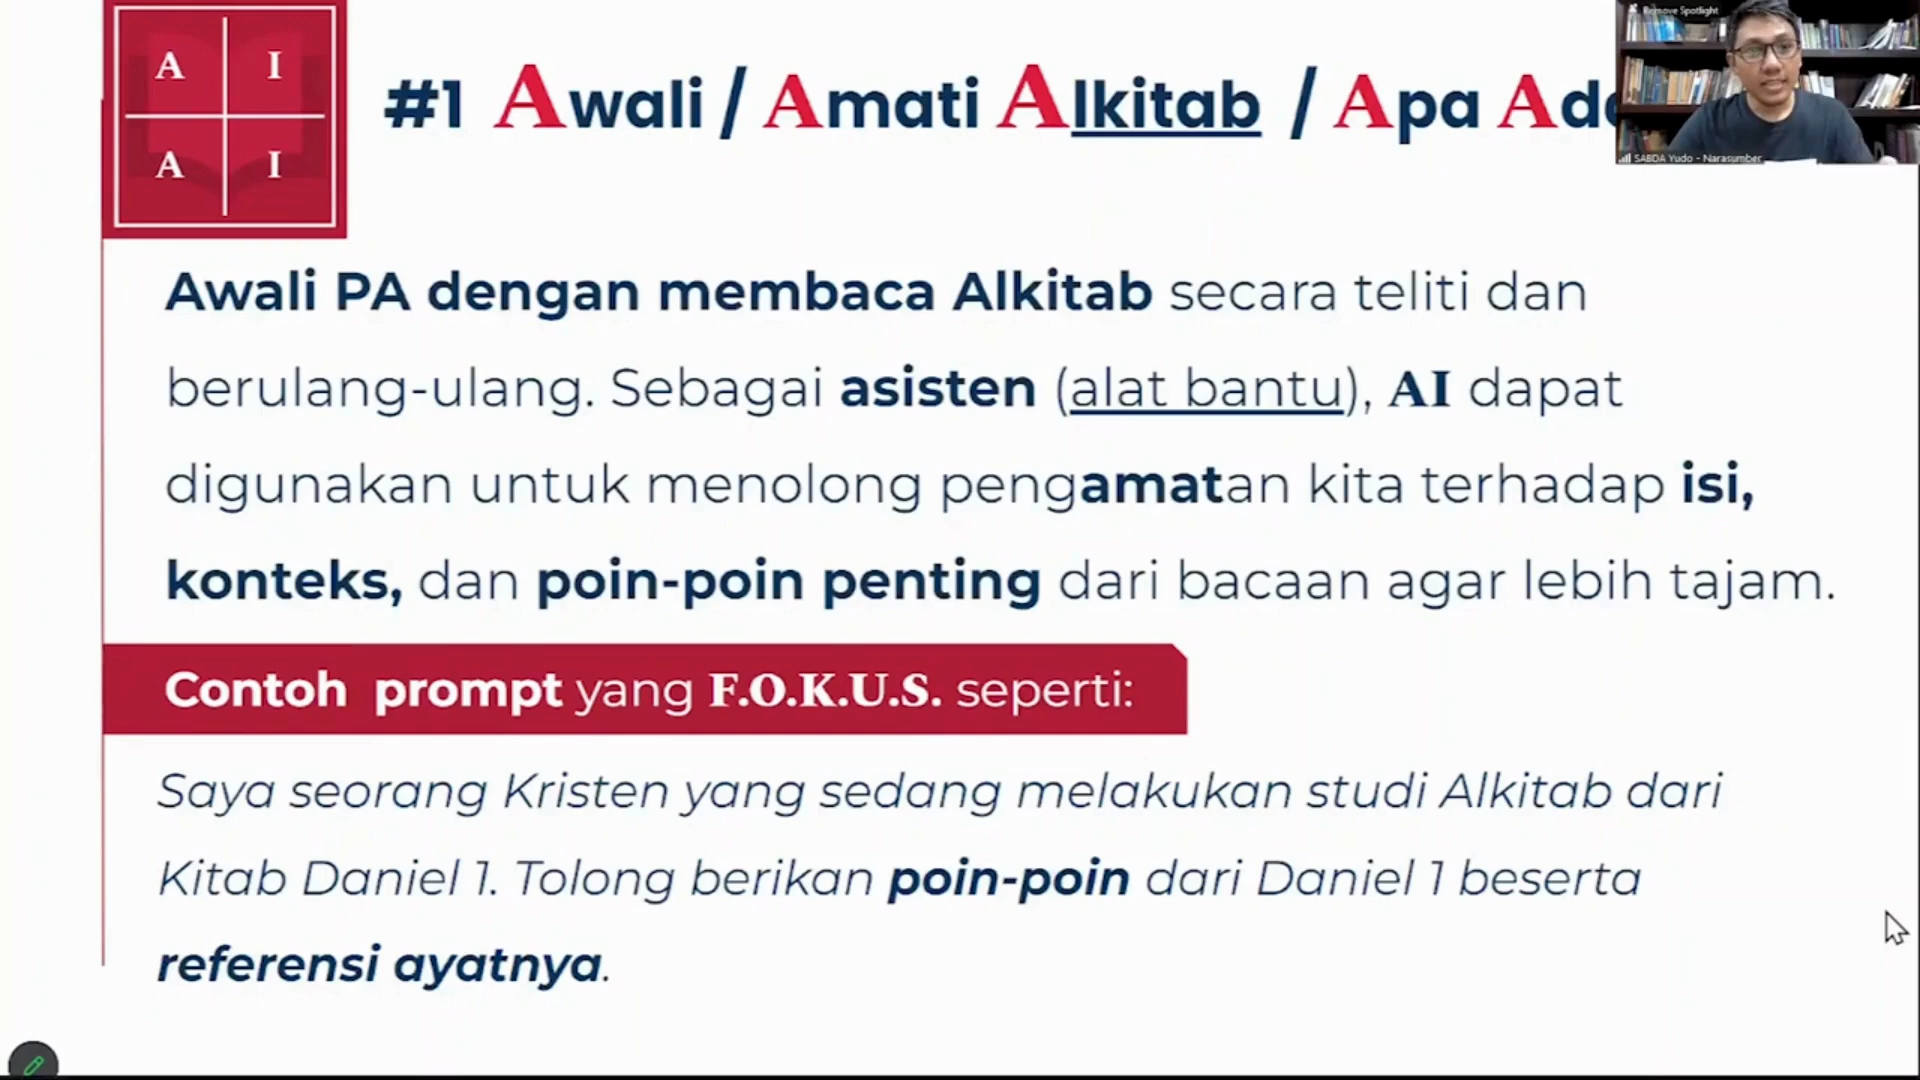 A I
A I
#1 Awali / Amati Alkitab / Apa Ada
Remove Spotlight
SABDA Yudo - Narasumber
Awali PA dengan membaca Alkitab secara teliti dan
berulang-ulang. Sebagai asisten (alat bantu), AI dapat
digunakan untuk menolong pengamatan kita terhadap isi,
konteks, dan poin-poin penting dari bacaan agar lebih tajam.
Contoh prompt yang F.O.K.U.S. seperti:
Saya seorang Kristen yang sedang melakukan studi Alkitab dari
Kitab Daniel 1. Tolong berikan poin-poin dari Daniel 1 beserta
referensi ayatnya.